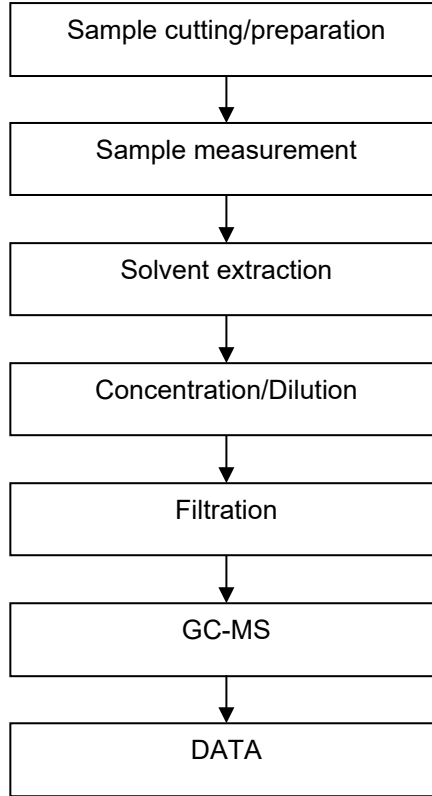 Sample cutting/preparation
Sample measurement
Solvent extraction
Concentration/Dilution
Filtration
GC-MS
DATA